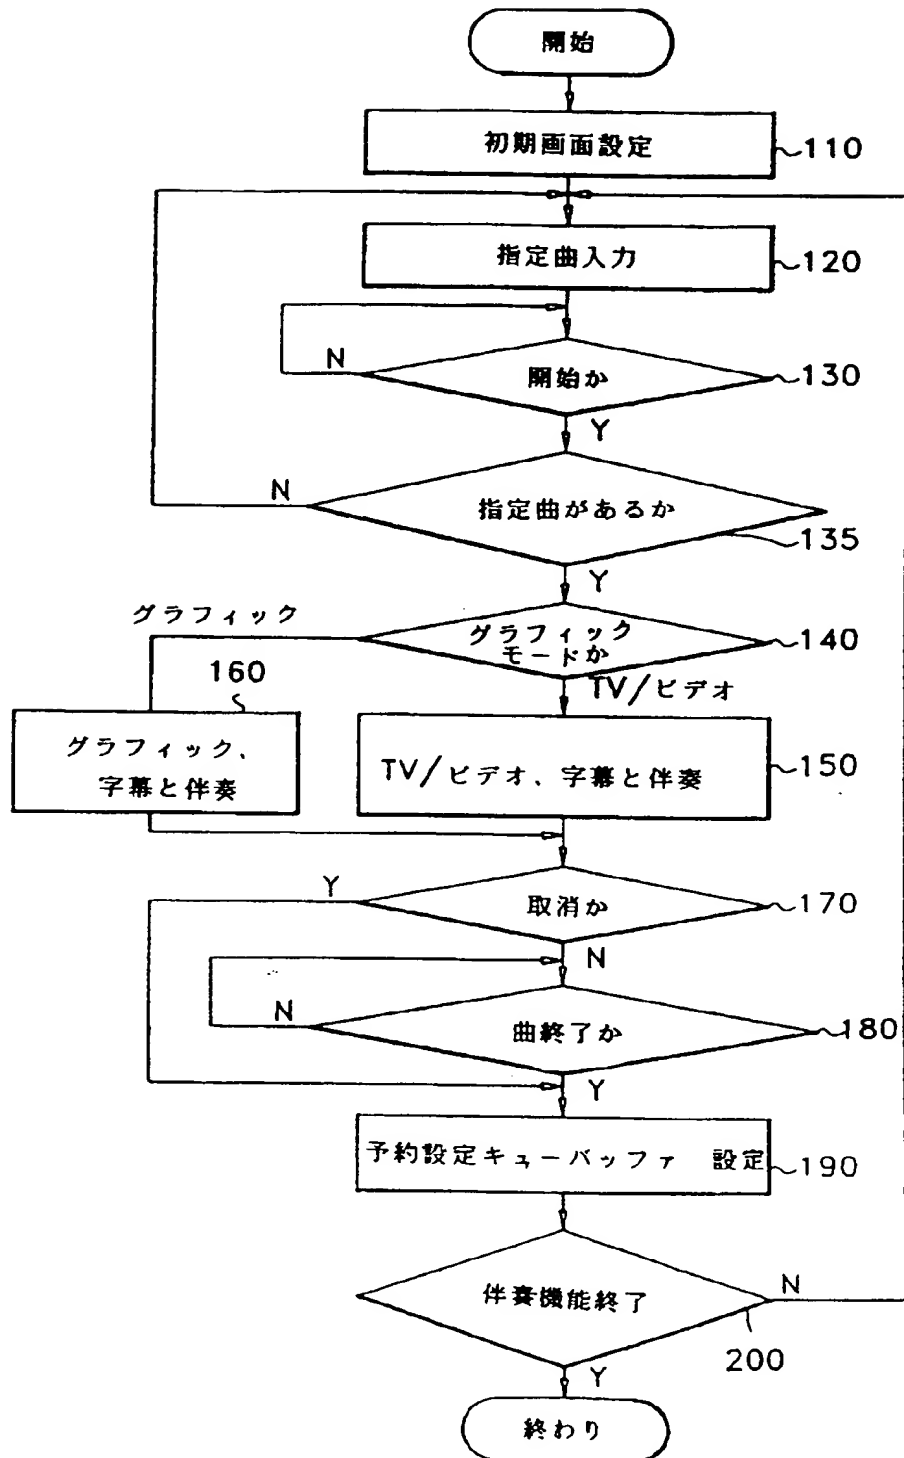 開始
初期画面設定
110
指定曲入力
120
N
開始か
130
Y
N
指定曲があるか
135
Y
グラフィック
グラフィック
モードか
140
TV/ビデオ
160
グラフィック、
字幕と伴奏
TV/ビデオ、字幕と伴奏
150
Y
取消か
170
N
N
曲終了か
180
Y
予約設定キューバッファ 設定
190
伴奏機能終了
N
200
Y
終わり